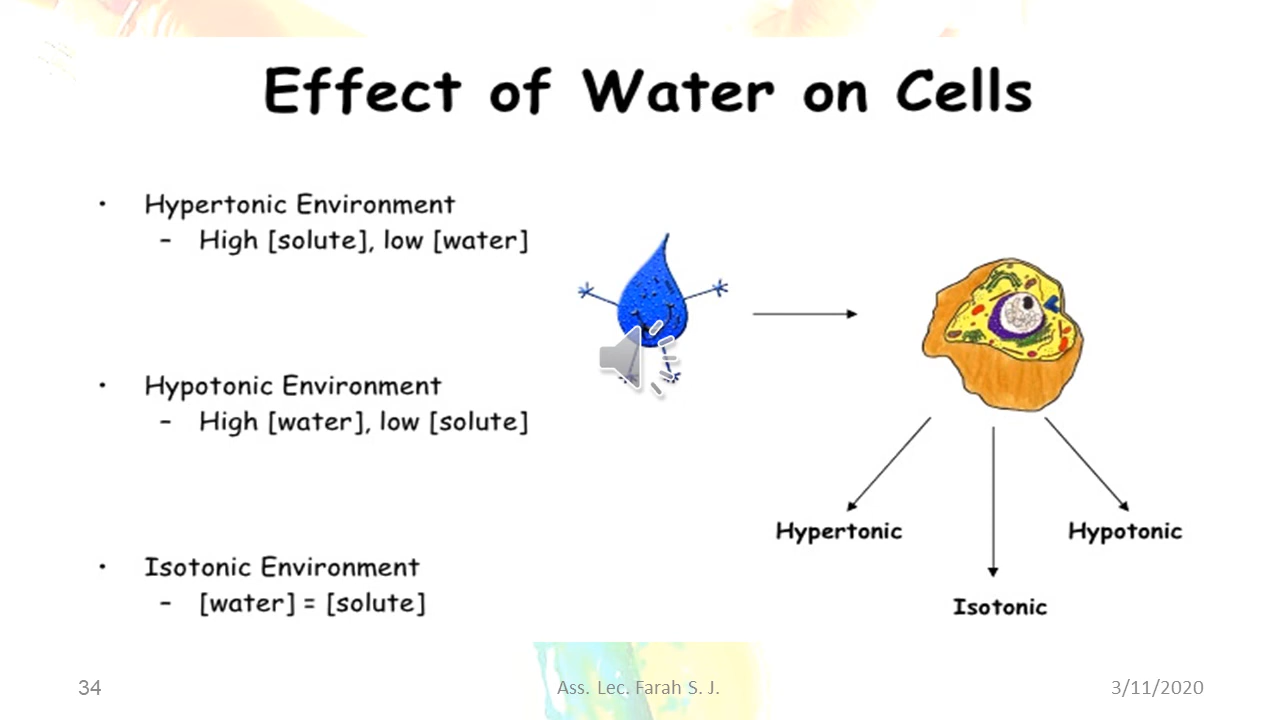 Effect of Water on Cells
• Hypertonic Environment
– High [solute], low [water]
• Hypotonic Environment
– High [water], low [solute]
• Isotonic Environment
– [water] = [solute]
Hypertonic
Hypotonic
Isotonic
34
Ass. Lec. Farah S. J.
3/11/2020